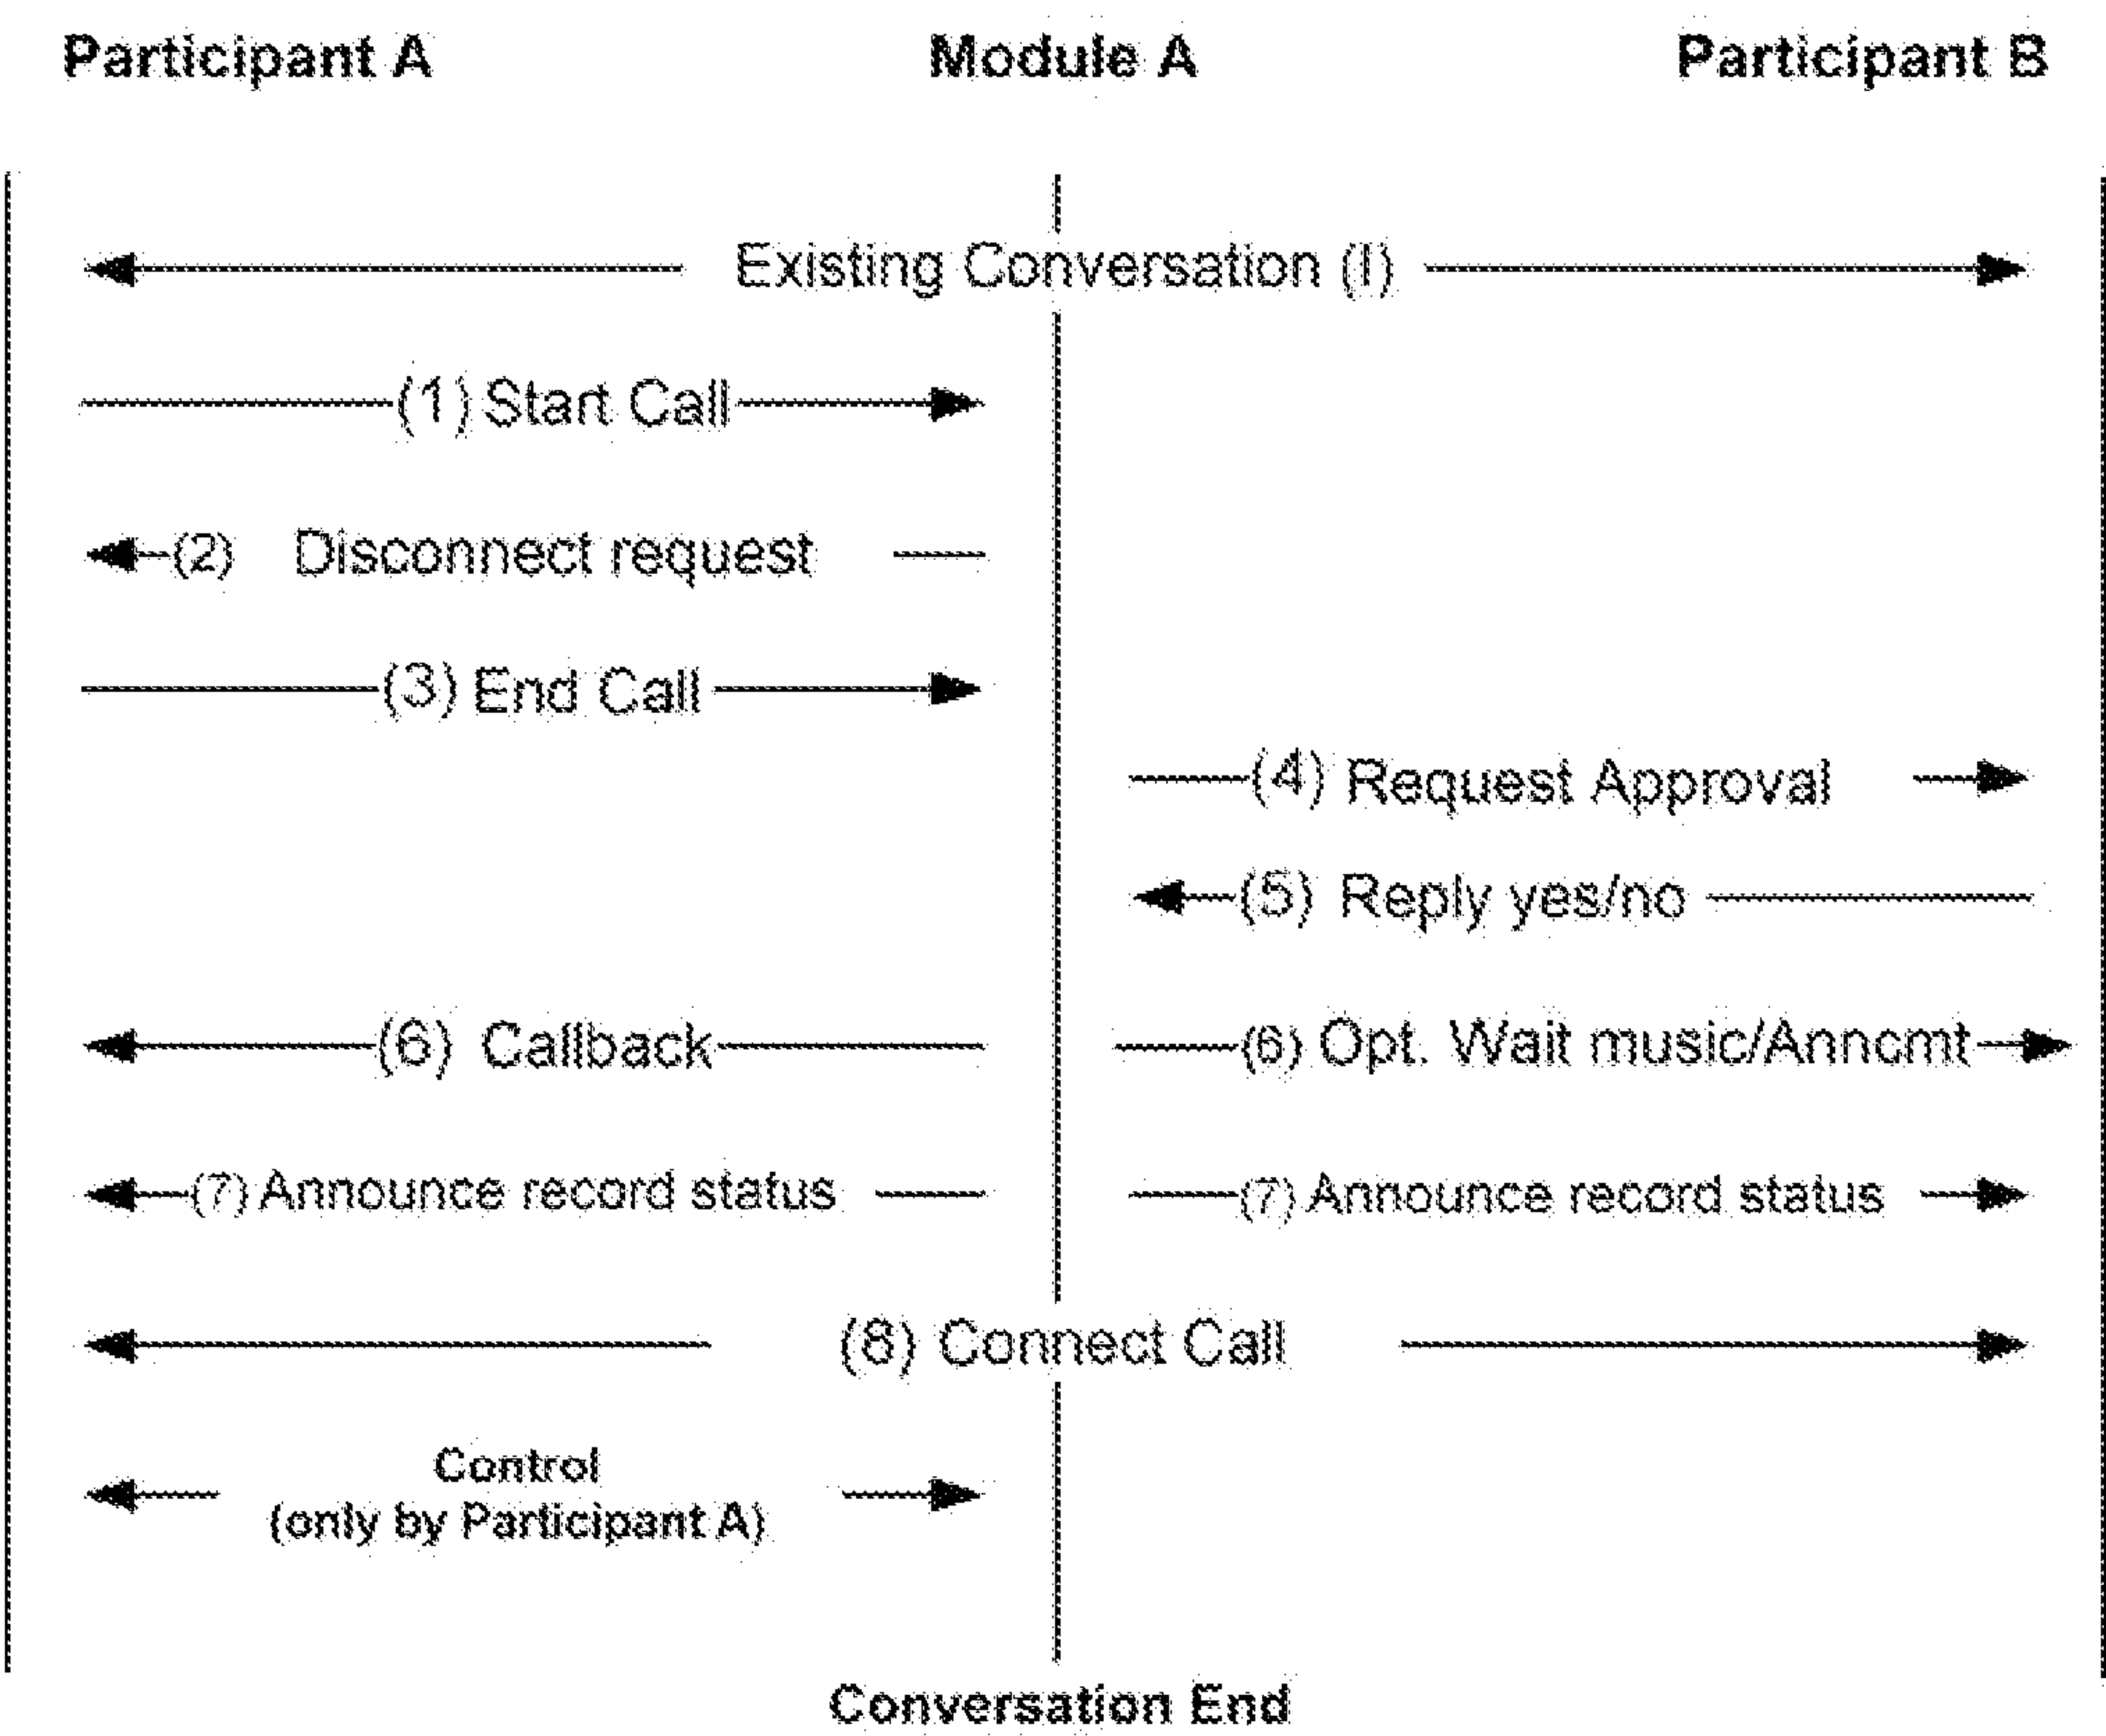 Participant A Module A Participant B
Existing Conversation (I)
(1) Start Call
(2) Disconnect request
(3) End Call
(4) Request Approval
(5) Reply yes/no
(6) Callback (6) Opt. Wait music/Anncmt
(7) Announce record status (7) Announce record status
(8) Connect Call
Control
(only by Participant A)
Conversation End